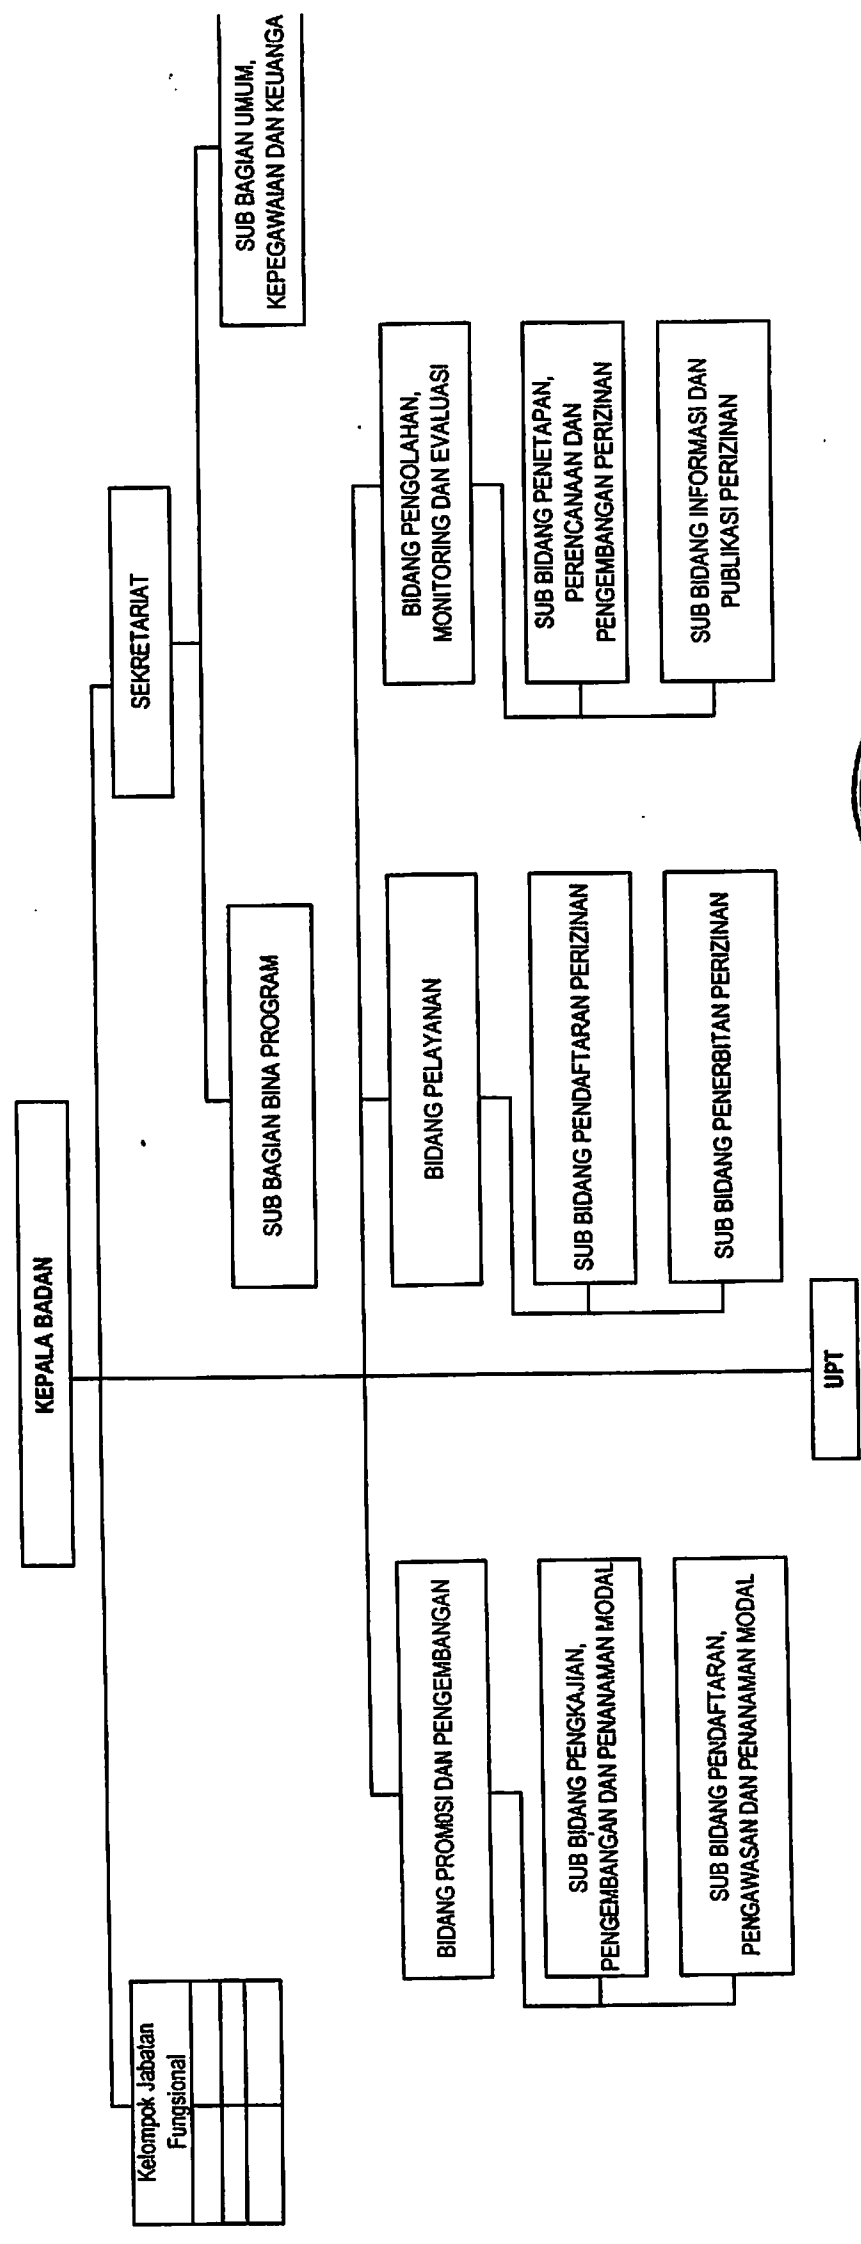 KEPALA BADAN
Kelompok Jabatan
Fungsional
SEKRETARIAT
SUB BAGIAN BINA PROGRAM
SUB BAGIAN UMUM,
KEPEGAWAIAN DAN KEUANGA
BIDANG PROMOSI DAN PENGEMBANGAN
SUB BIDANG PENGKAJIAN,
PENGEMBANGAN DAN PENANAMAN MODAL
SUB BIDANG PENDAFTARAN,
PENGAWASAN DAN PENANAMAN MODAL
BIDANG PELAYANAN
SUB BIDANG PENDAFTARAN PERIZINAN
SUB BIDANG PENERBITAN PERIZINAN
BIDANG PENGOLAHAN,
MONITORING DAN EVALUASI
SUB BIDANG PENETAPAN,
PERENCANAAN DAN
PENGEMBANGAN PERIZINAN
SUB BIDANG INFORMASI DAN
PUBLIKASI PERIZINAN
UPT